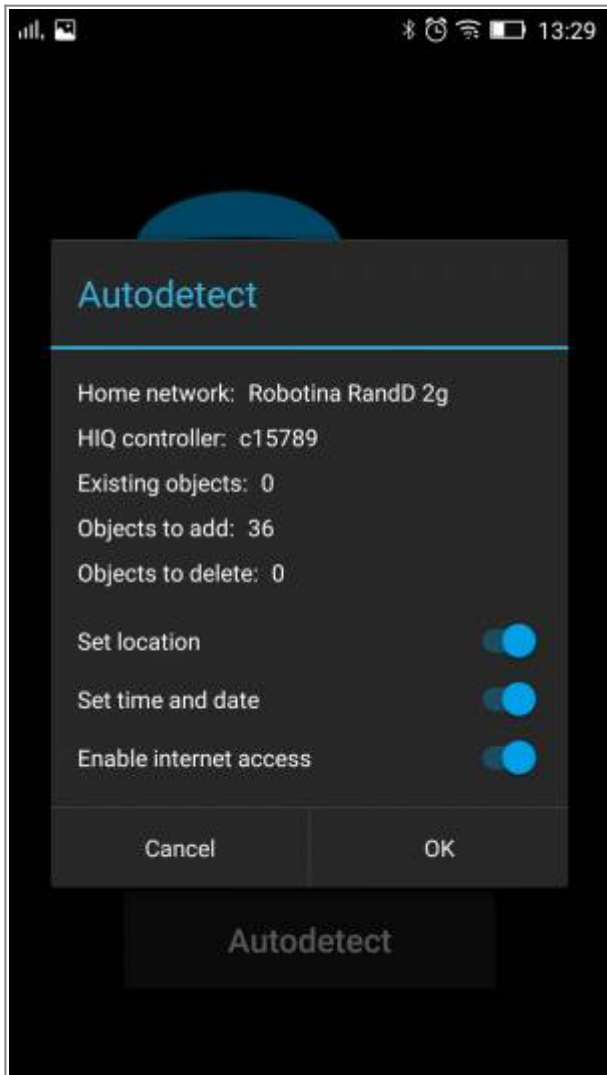 13:29
Autodetect
Home network: Robotina RandD 2g
HIQ controller: c15789
Existing objects: 0
Objects to add: 36
Objects to delete: 0
Set location
Set time and date
Enable internet access
Cancel OK
Autodetect